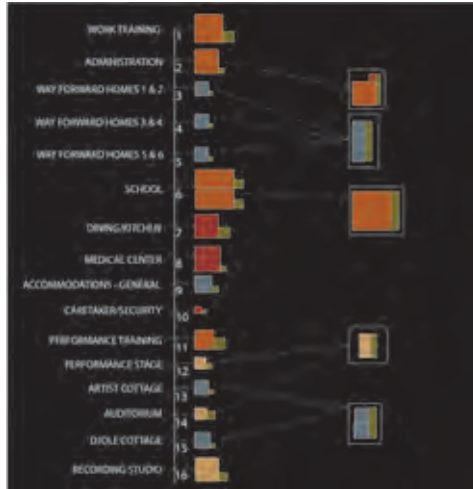 WORK TRAINING 1
ADMINISTRATION 2
WAY FORWARD HOMES 1 & 2 3
WAY FORWARD HOMES 3 & 4 4
WAY FORWARD HOMES 5 & 6 5
SCHOOL 6
DINING/KITCHEN 7
MEDICAL CENTER 8
ACCOMMODATIONS - GENERAL 9
CARETAKER/SECURITY 10
PERFORMANCE TRAINING 11
PERFORMANCE STAGE 12
ARTIST COTTAGE 13
AUDITORIUM 14
DJOLE COTTAGE 15
RECORDING STUDIO 16